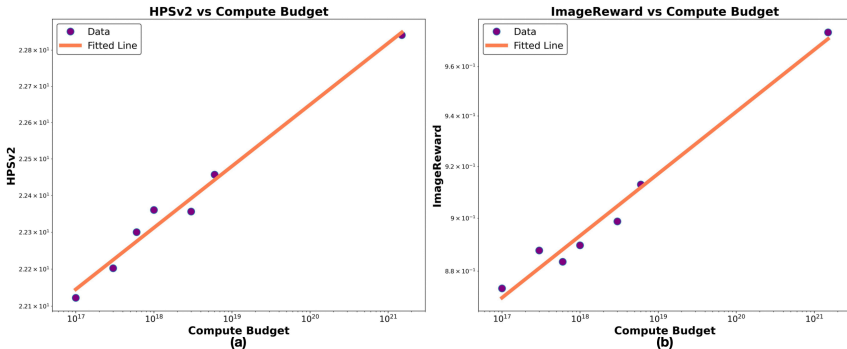 HPSv2 vs Compute Budget
Data
Fitted Line
2.28 × 10¹
2.27 × 10¹
2.26 × 10¹
2.25 × 10¹
2.24 × 10¹
2.23 × 10¹
2.22 × 10¹
2.21 × 10¹
HPSv2
10¹⁷
10¹⁸
10¹⁹
10²⁰
10²¹
Compute Budget
(a)
ImageReward vs Compute Budget
Data
Fitted Line
9.6 × 10⁻¹
9.4 × 10⁻¹
9.2 × 10⁻¹
9 × 10⁻¹
8.8 × 10⁻¹
ImageReward
10¹⁷
10¹⁸
10¹⁹
10²⁰
10²¹
Compute Budget
(b)